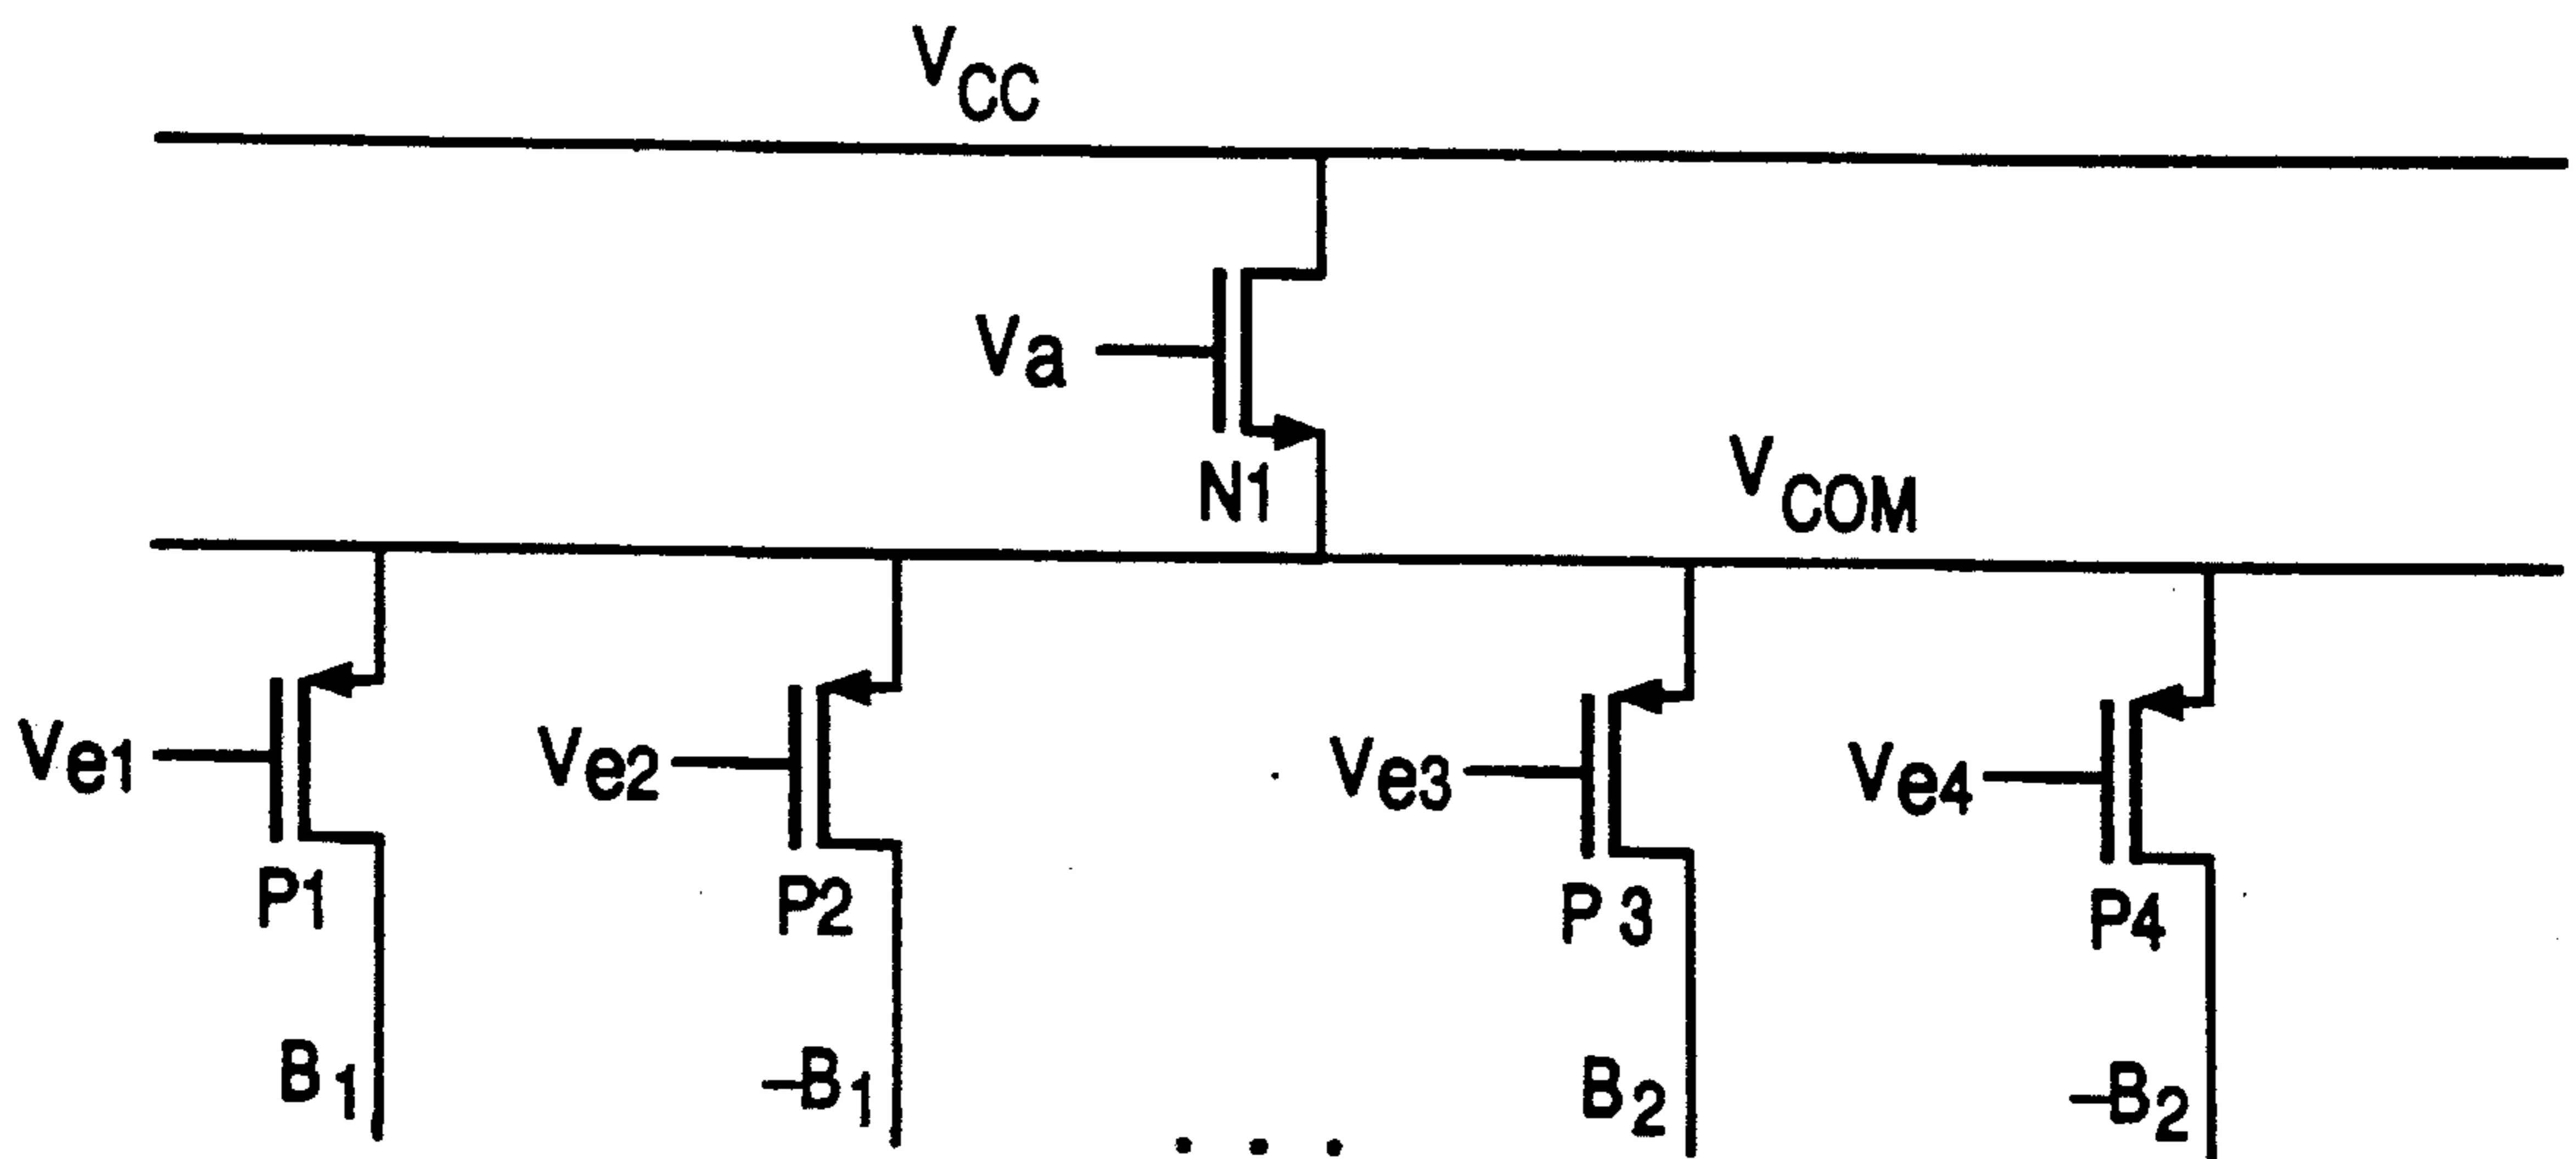 VCC
Va
N1
VCOM
Ve1
Ve2
Ve3
Ve4
P1
P2
P 3
P4
B1
–B1
B2
–B2
. . .